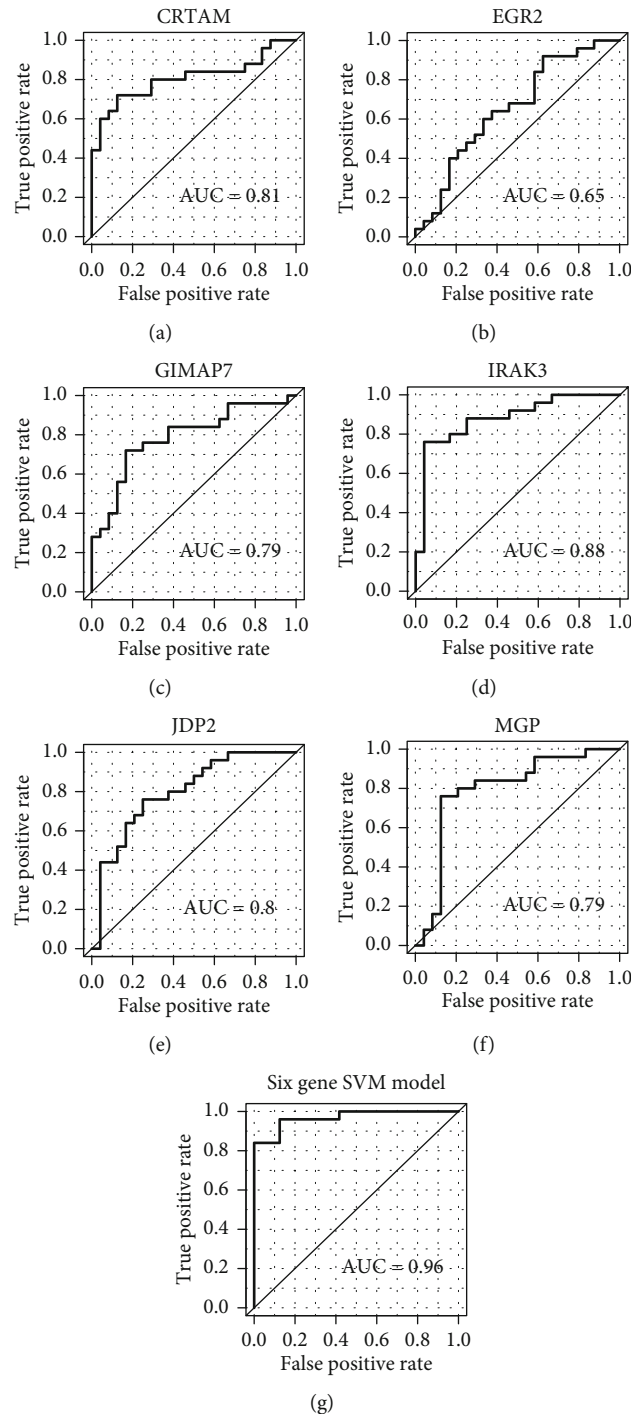 CRTAM
True positive rate
1.0
0.8
0.6
0.4
0.2
0.0
AUC = 0.81
0.0 0.2 0.4 0.6 0.8 1.0
False positive rate
(a)
EGR2
True positive rate
1.0
0.8
0.6
0.4
0.2
0.0
AUC = 0.65
0.0 0.2 0.4 0.6 0.8 1.0
False positive rate
(b)
GIMAP7
True positive rate
1.0
0.8
0.6
0.4
0.2
0.0
AUC = 0.79
0.0 0.2 0.4 0.6 0.8 1.0
False positive rate
(c)
IRAK3
True positive rate
1.0
0.8
0.6
0.4
0.2
0.0
AUC = 0.88
0.0 0.2 0.4 0.6 0.8 1.0
False positive rate
(d)
JDP2
True positive rate
1.0
0.8
0.6
0.4
0.2
0.0
AUC = 0.8
0.0 0.2 0.4 0.6 0.8 1.0
False positive rate
(e)
MGP
True positive rate
1.0
0.8
0.6
0.4
0.2
0.0
AUC = 0.79
0.0 0.2 0.4 0.6 0.8 1.0
False positive rate
(f)
Six gene SVM model
True positive rate
1.0
0.8
0.6
0.4
0.2
0.0
AUC = 0.96
0.0 0.2 0.4 0.6 0.8 1.0
False positive rate
(g)